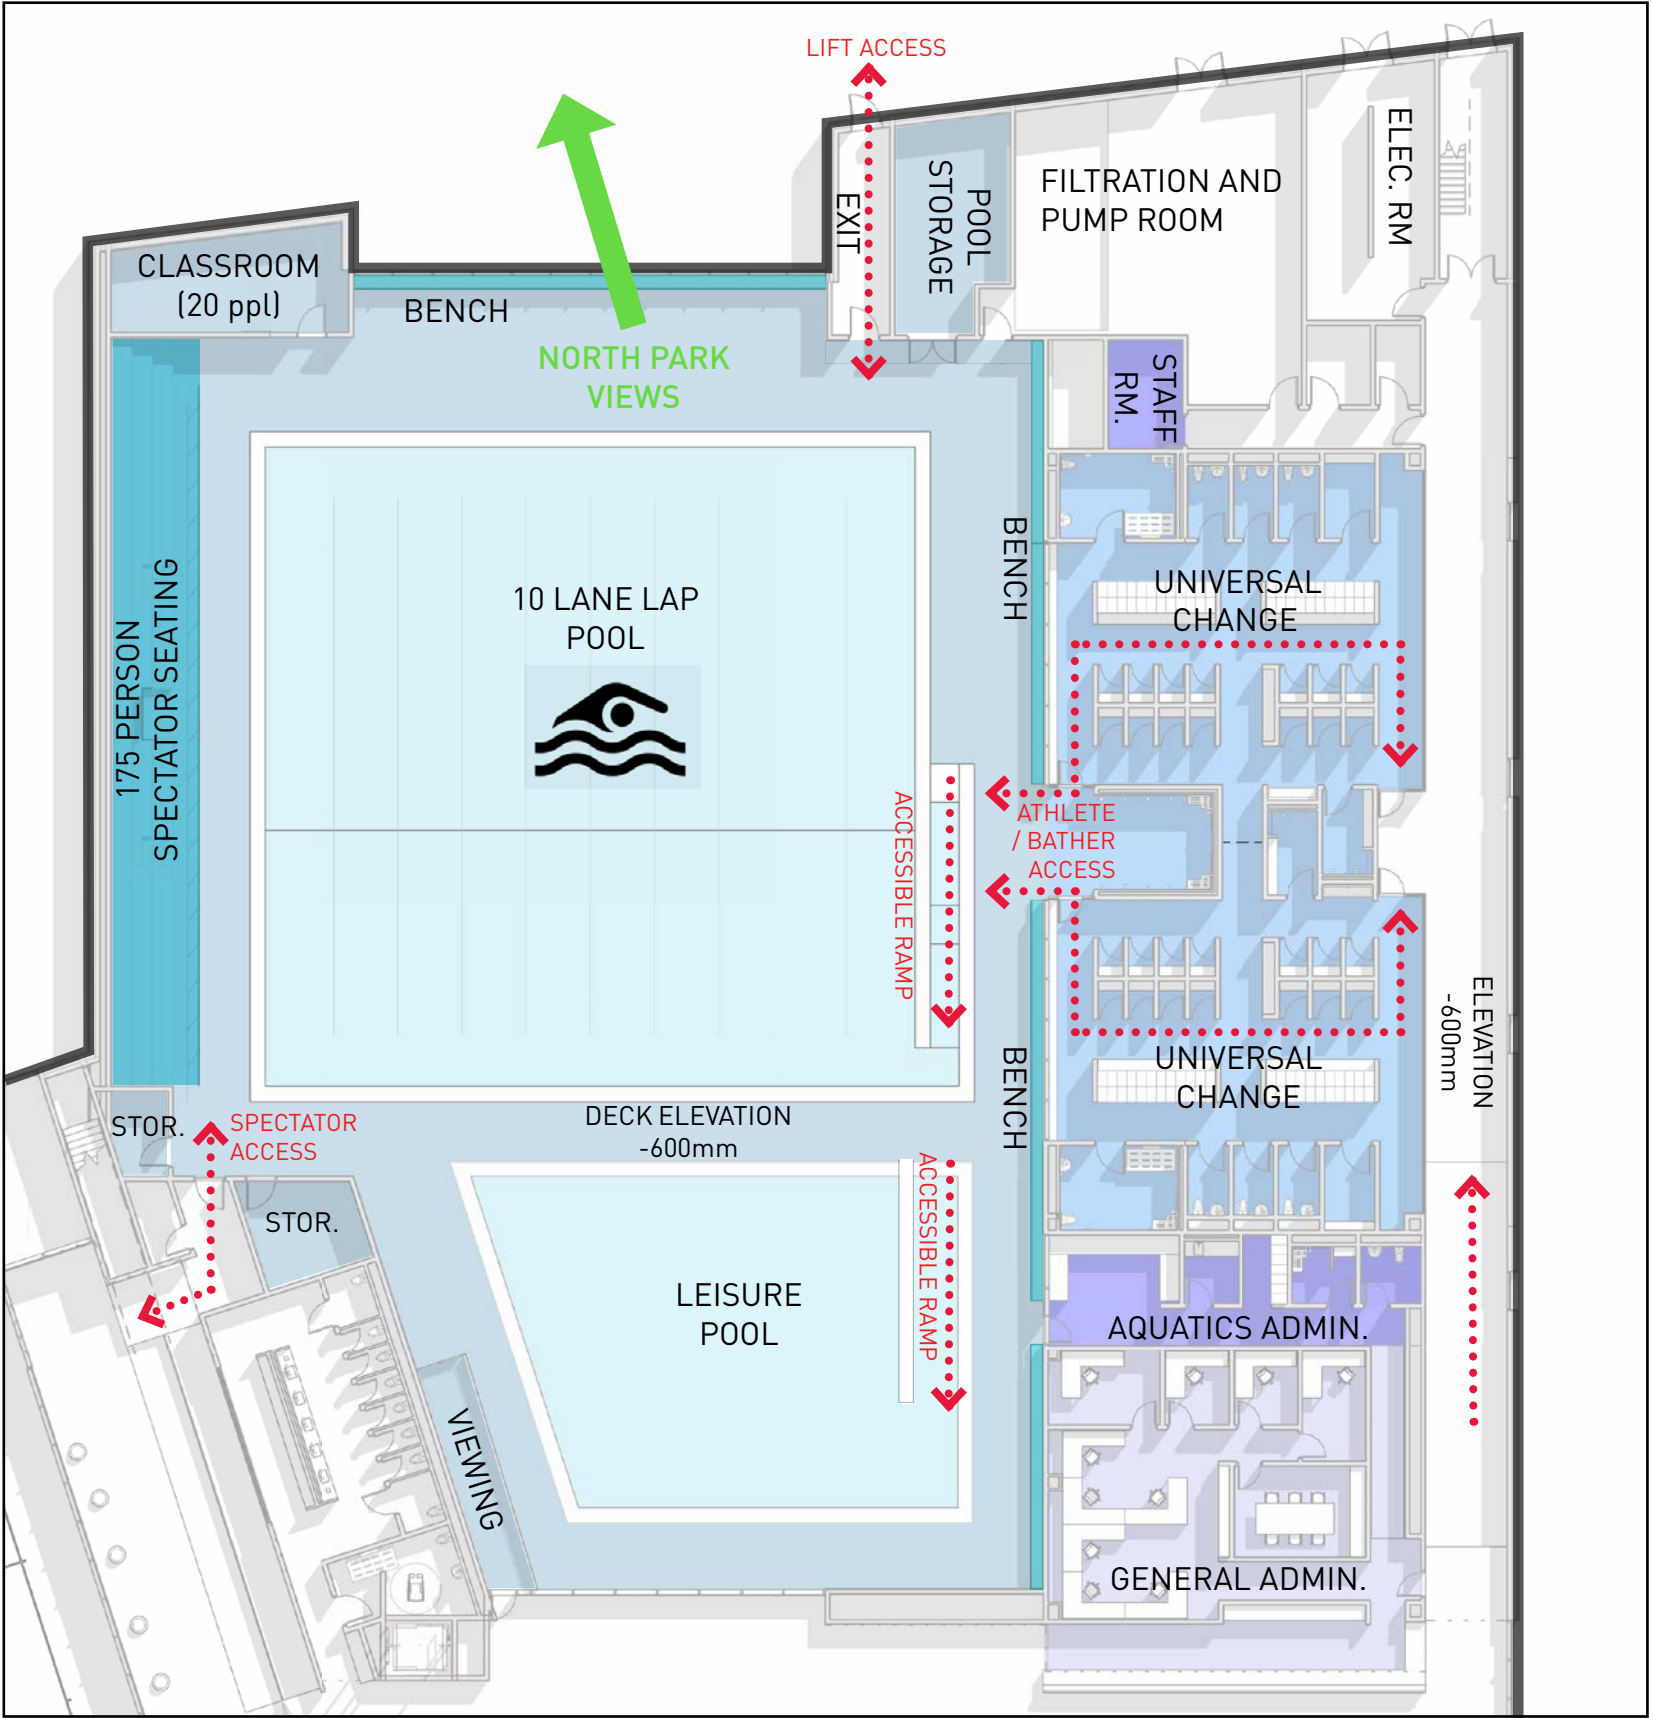 LIFT ACCESS
EXIT
POOL
STORAGE
FILTRATION AND
PUMP ROOM
ELEC. RM
CLASSROOM
(20 ppl)
BENCH
NORTH PARK
VIEWS
STAFF
RM.
175 PERSON
SPECTATOR SEATING
10 LANE LAP
POOL
BENCH
UNIVERSAL
CHANGE
ACCESSIBLE RAMP
ATHLETE
/ BATHER
ACCESS
UNIVERSAL
CHANGE
BENCH
ELEVATION
-600mm
STOR.
SPECTATOR
ACCESS
DECK ELEVATION
-600mm
STOR.
LEISURE
POOL
ACCESSIBLE RAMP
AQUATICS ADMIN.
VIEWING
GENERAL ADMIN.